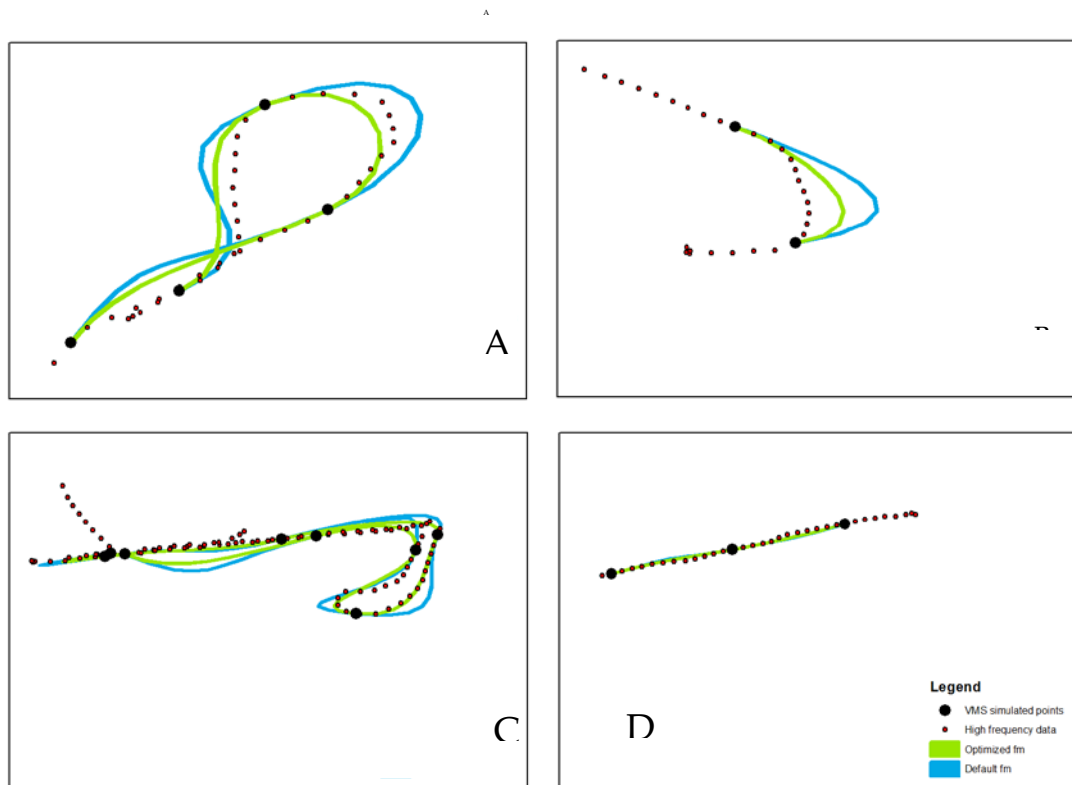 A
A
C
D
Legend
VMS simulated points
High frequency data
Optimized fm
Default fm